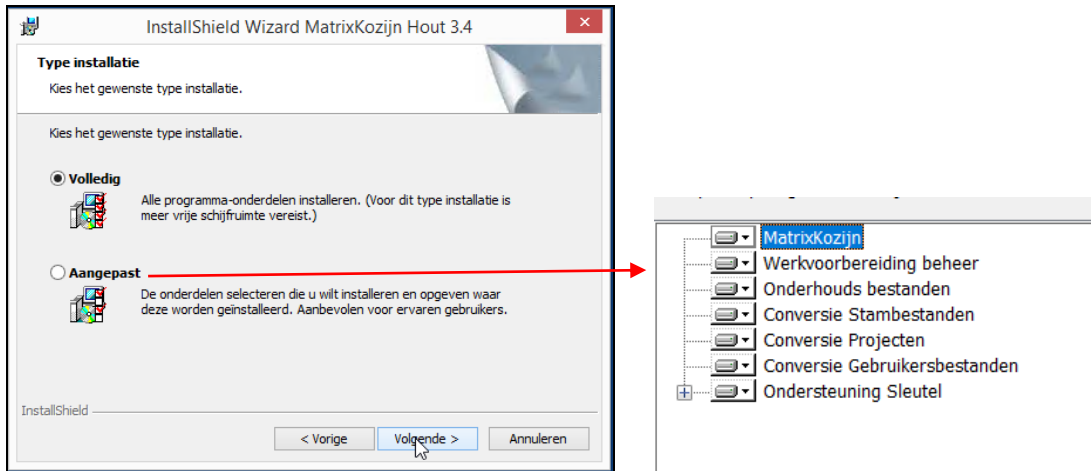 InstallShield Wizard MatrixKozijn Hout 3.4
Type installatie
Kies het gewenste type installatie.
Kies het gewenste type installatie.
Volledig
Alle programma-onderdelen installeren. (Voor dit type installatie is
meer vrije schijfruimte vereist.)
Aangepast
De onderdelen selecteren die u wilt installeren en opgeven waar
deze worden geïnstalleerd. Aanbevolen voor ervaren gebruikers.
InstallShield
< Vorige
Volgende >
Annuleren
MatrixKozijn
Werkvoorbereiding beheer
Onderhouds bestanden
Conversie Stambestanden
Conversie Projecten
Conversie Gebruikersbestanden
Ondersteuning Sleutel